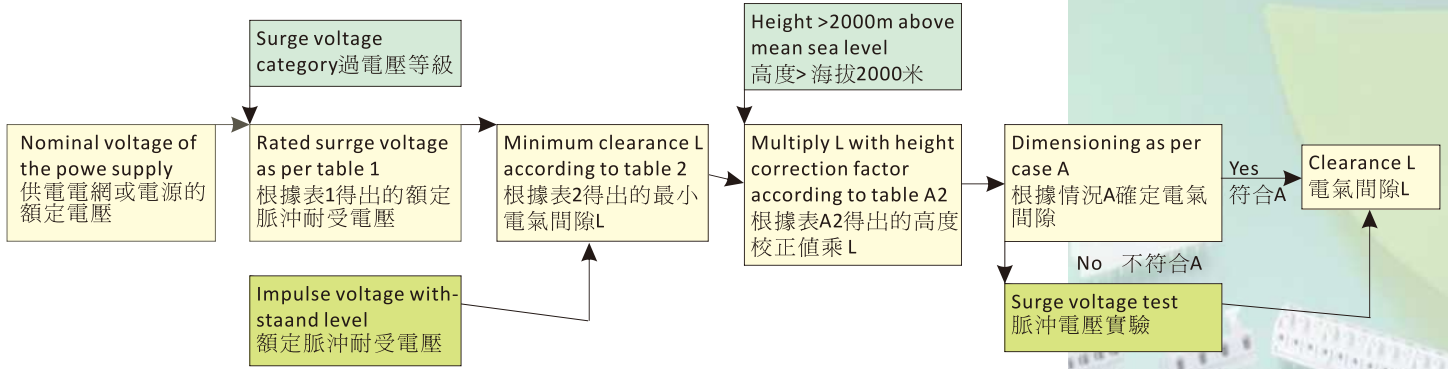 Surge voltage
category過電壓等級
Height >2000m above
mean sea level
高度> 海拔2000米
Nominal voltage of
the powe supply
供電電網或電源的
額定電壓
Rated surrge voltage
as per table 1
根據表1得出的額定
脈沖耐受電壓
Minimum clearance L
according to table 2
根據表2得出的最小
電氣間隙L
Multiply L with height
correction factor
according to table A2
根據表A2得出的高度
校正值乘 L
Dimensioning as per
case A
根據情況A確定電氣
間隙
Yes
符合A
Clearance L
電氣間隙L
No 不符合A
Impulse voltage with-
staand level
額定脈沖耐受電壓
Surge voltage test
脈沖電壓實驗